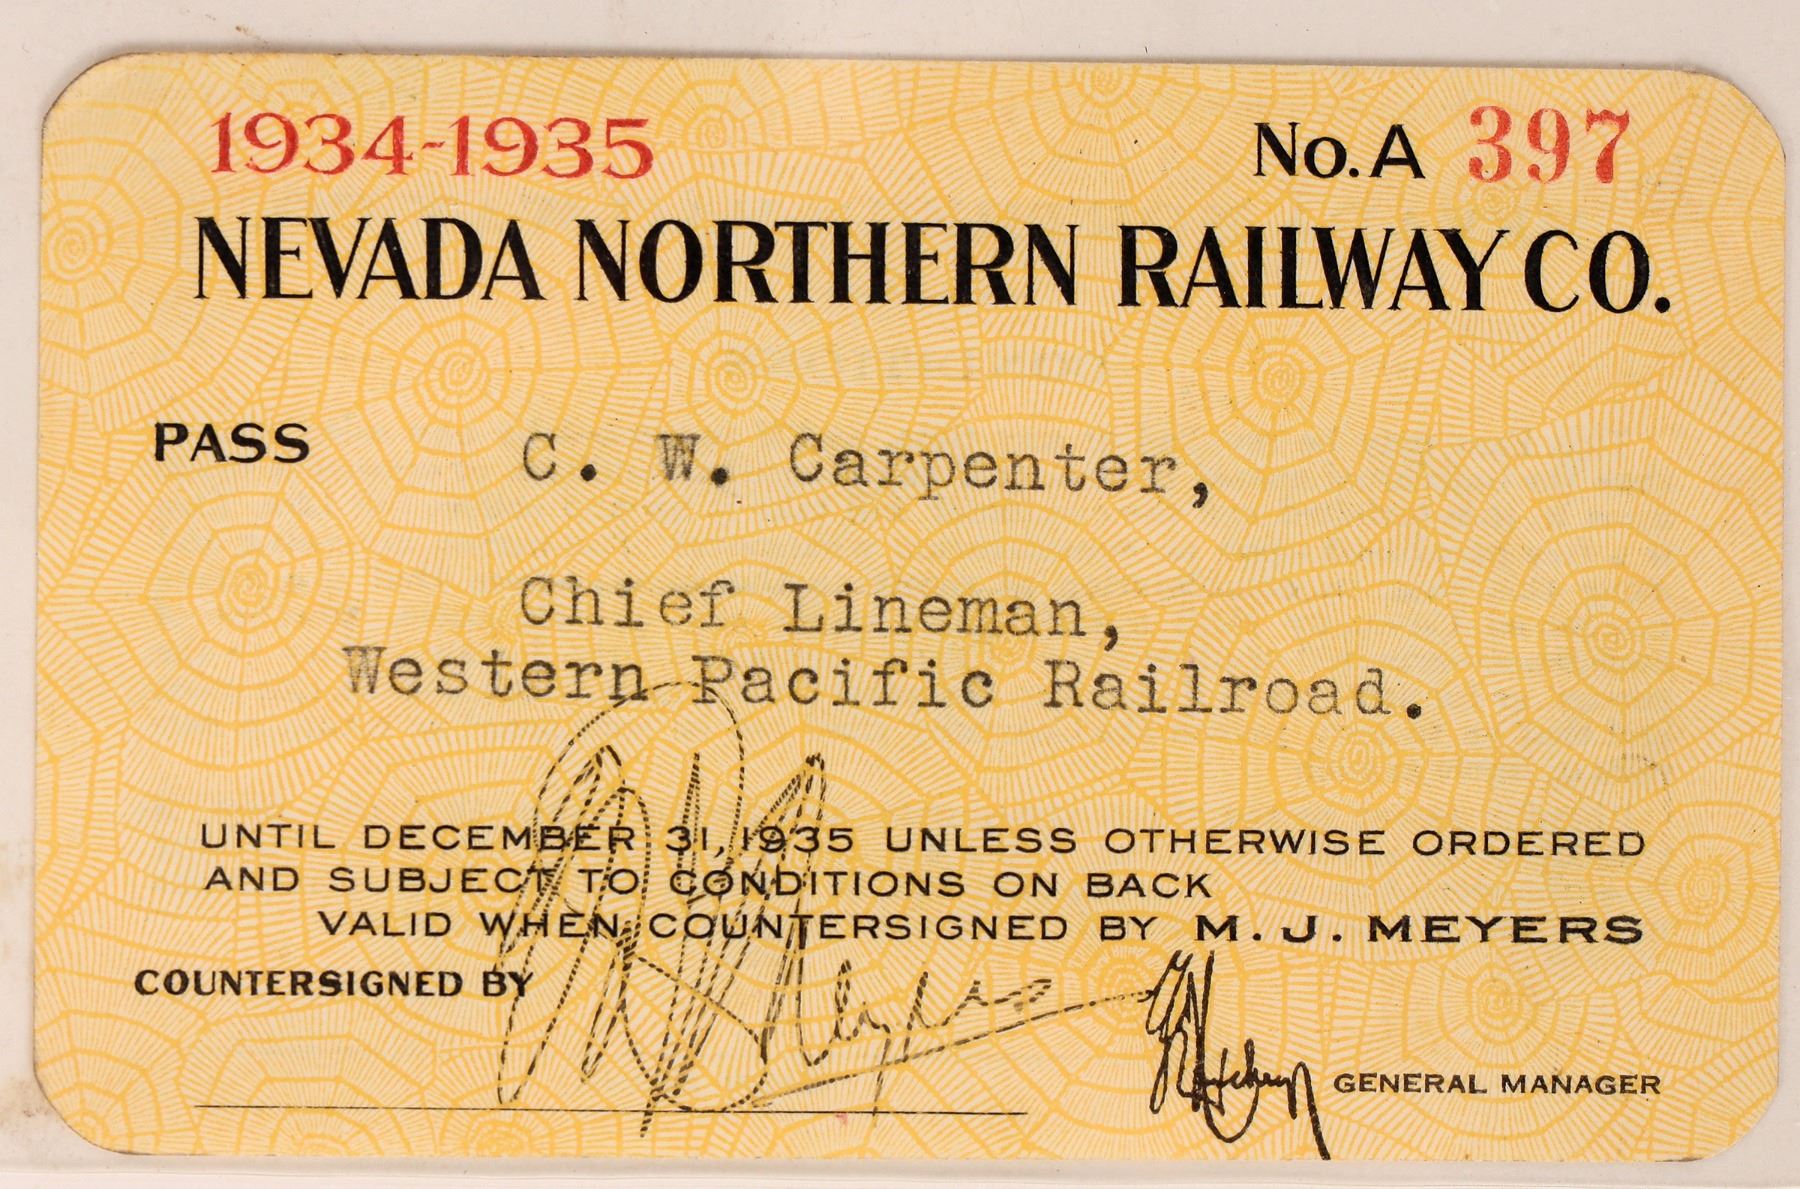 1934-1935 No. A 397
NEVADA NORTHERN RAILWAY CO.
PASS C. W. Carpenter,
Chief Lineman,
Western Pacific Railroad.
UNTIL DECEMBER 31, 1935 UNLESS OTHERWISE ORDERED
AND SUBJECT TO CONDITIONS ON BACK
VALID WHEN COUNTERSIGNED BY M. J. MEYERS
COUNTERSIGNED BY M J Meyers
GENERAL MANAGER